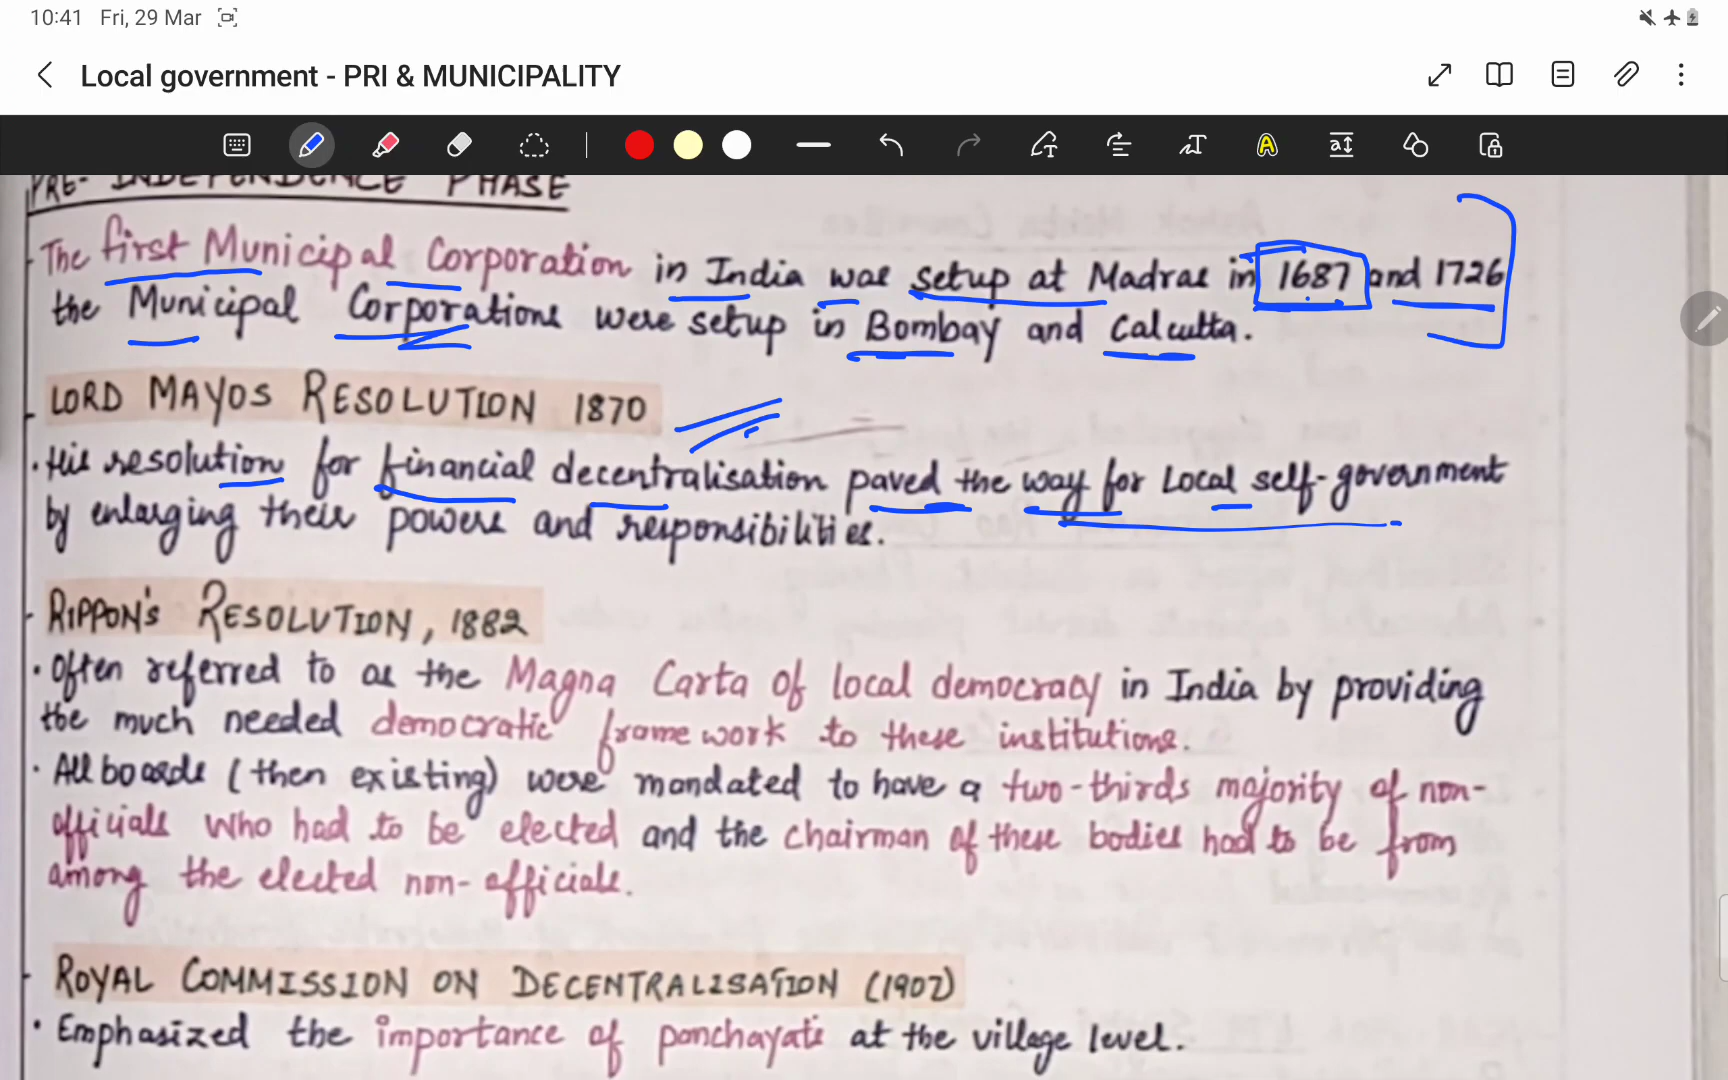 10:41 Fri, 29 Mar
Local government - PRI & MUNICIPALITY
PRE-INDEPENDENCE PHASE
The first Municipal Corporation in India was setup at Madras in 1687 and 1726
the Municipal Corporations were setup in Bombay and Calcutta.
LORD MAYOS RESOLUTION 1870
• His resolution for financial decentralisation paved the way for Local self-government
by enlarging their powers and responsibilities.
RIPPON'S RESOLUTION, 1882
• Often referred to as the Magna Carta of local democracy in India by providing
the much needed democratic framework to these institutions.
• All boards (then existing) were mandated to have a two-thirds majority of non-
officials who had to be elected and the chairman of these bodies had to be from
among the elected non-officials.
ROYAL COMMISSION ON DECENTRALISATION (1907)
• Emphasized the importance of panchayats at the village level.